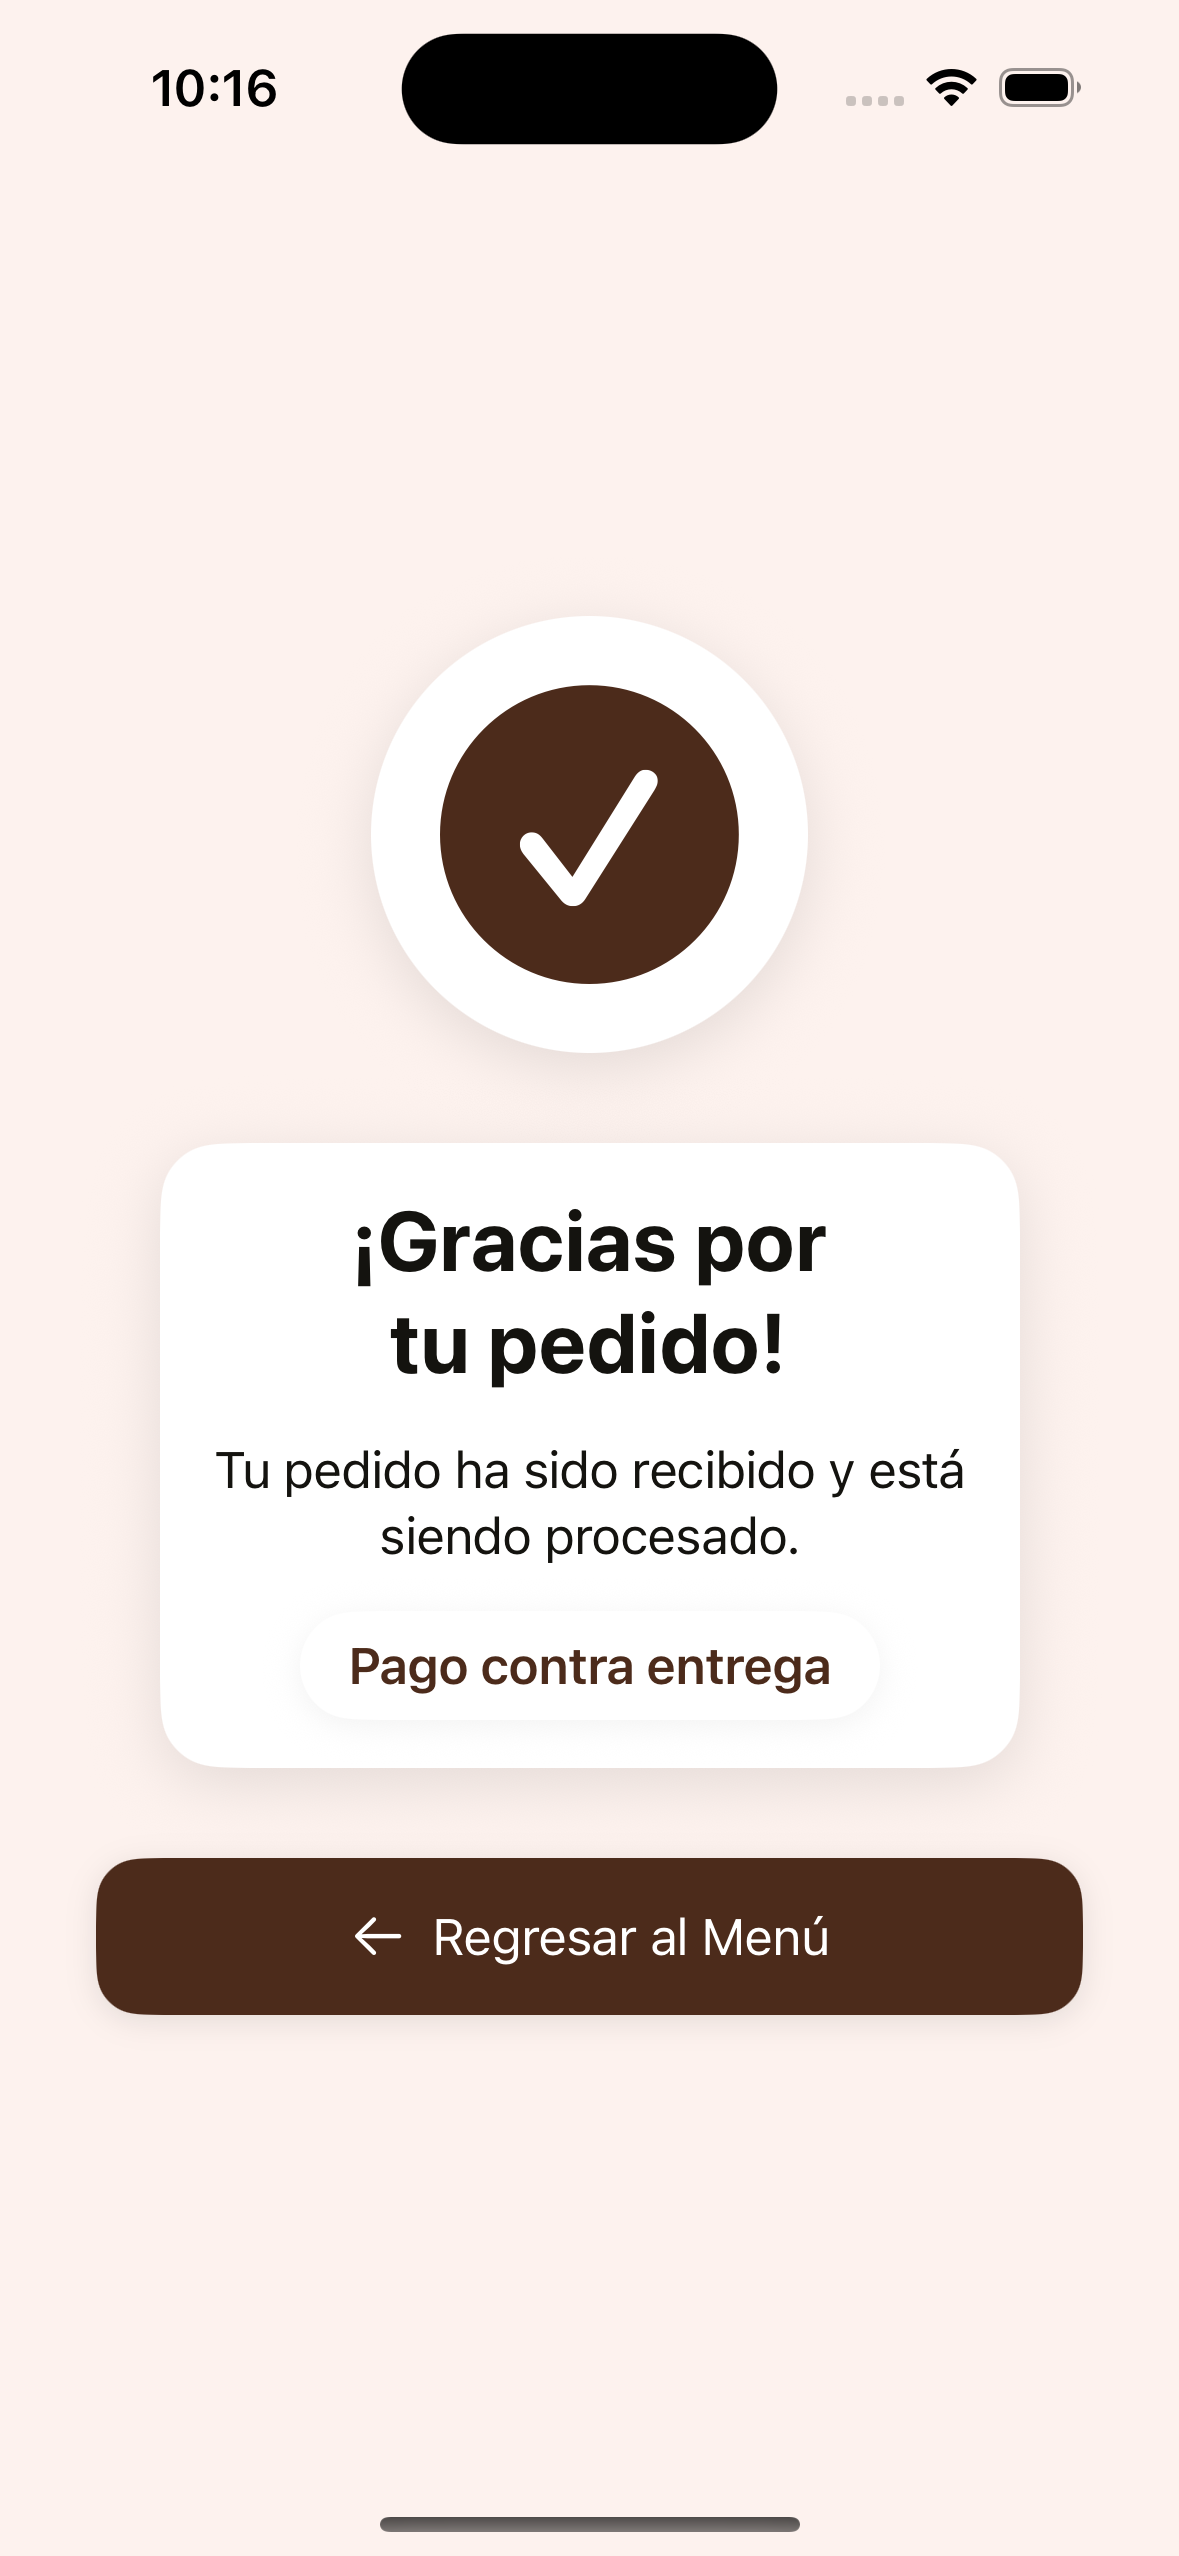 10:16
¡Gracias por
tu pedido!
Tu pedido ha sido recibido y está
siendo procesado.
Pago contra entrega
Regresar al Menú